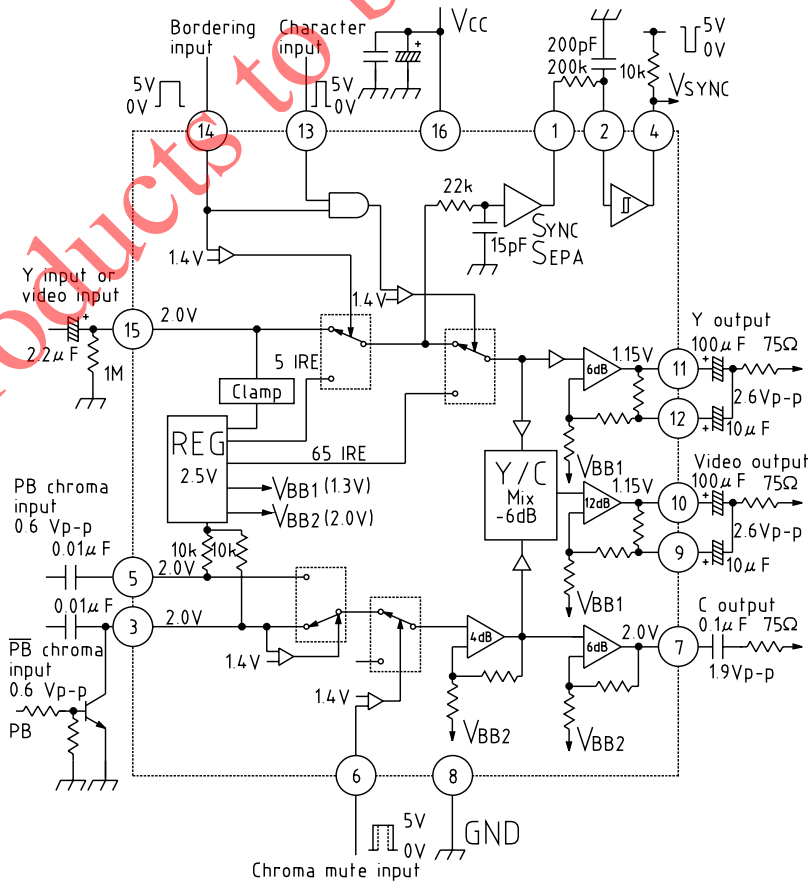 Bordering
input
Character
input
VCC
5V
0V
5V
0V
200pF
200k
10k
5V
0V
VSYNC
14
13
16
1
2
4
22k
15pF
SYNC
SEPA
1.4V
1.4V
Y input or
video input
+
2.2μF
1M
15
2.0V
5 IRE
Clamp
REG
2.5V
65 IRE
VBB1 (1.3V)
VBB2 (2.0V)
10k
10k
6dB
1.15V
11
12
VBB1
Y output
100μF
75Ω
2.6Vp-p
10μF
Y/C
Mix
-6dB
12dB
1.15V
10
9
VBB1
Video output
100μF
75Ω
2.6Vp-p
10μF
PB chroma
input
0.6 Vp-p
0.01μF
5
2.0V
0.01μF
3
2.0V
PB chroma
input
0.6 Vp-p
PB
1.4V
1.4V
4dB
VBB2
6dB
2.0V
VBB2
7
C output
0.1μF
75Ω
1.9Vp-p
6
8
5V
0V
GND
Chroma mute input
roducts to